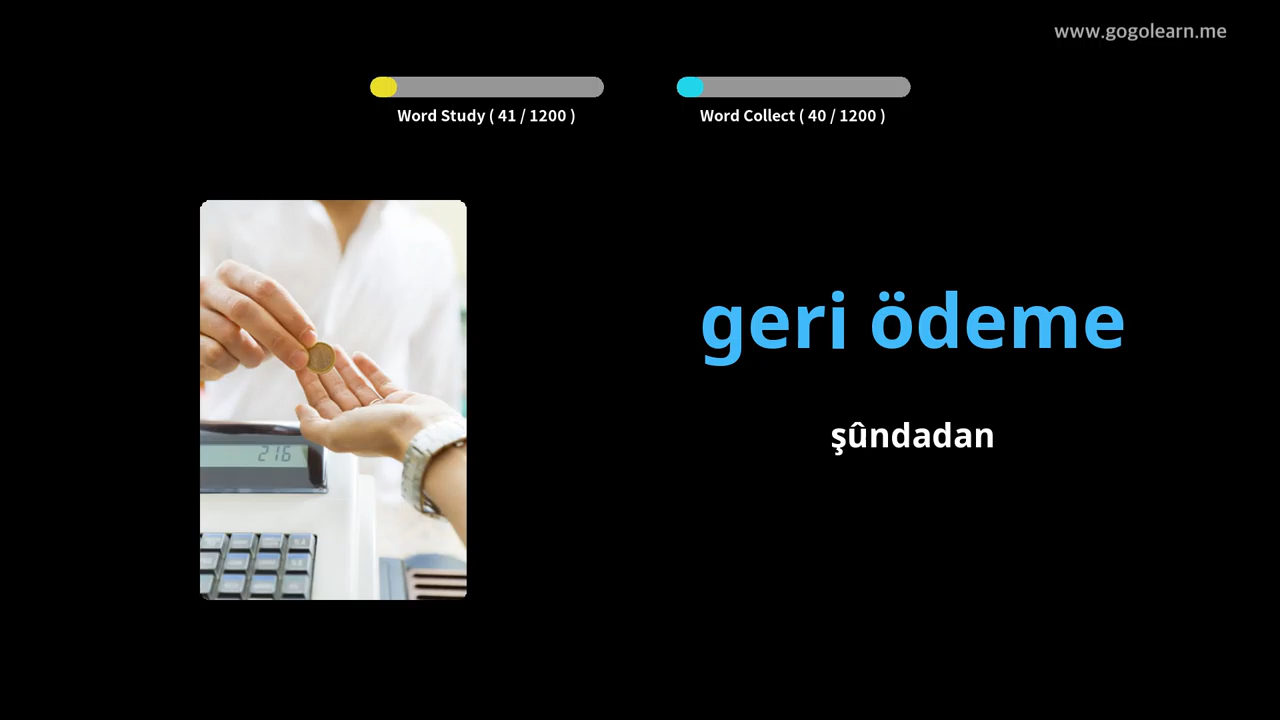 www.gogolearn.me
Word Study ( 41 / 1200 )
Word Collect ( 40 / 1200 )
geri ödeme
şûndadan
216